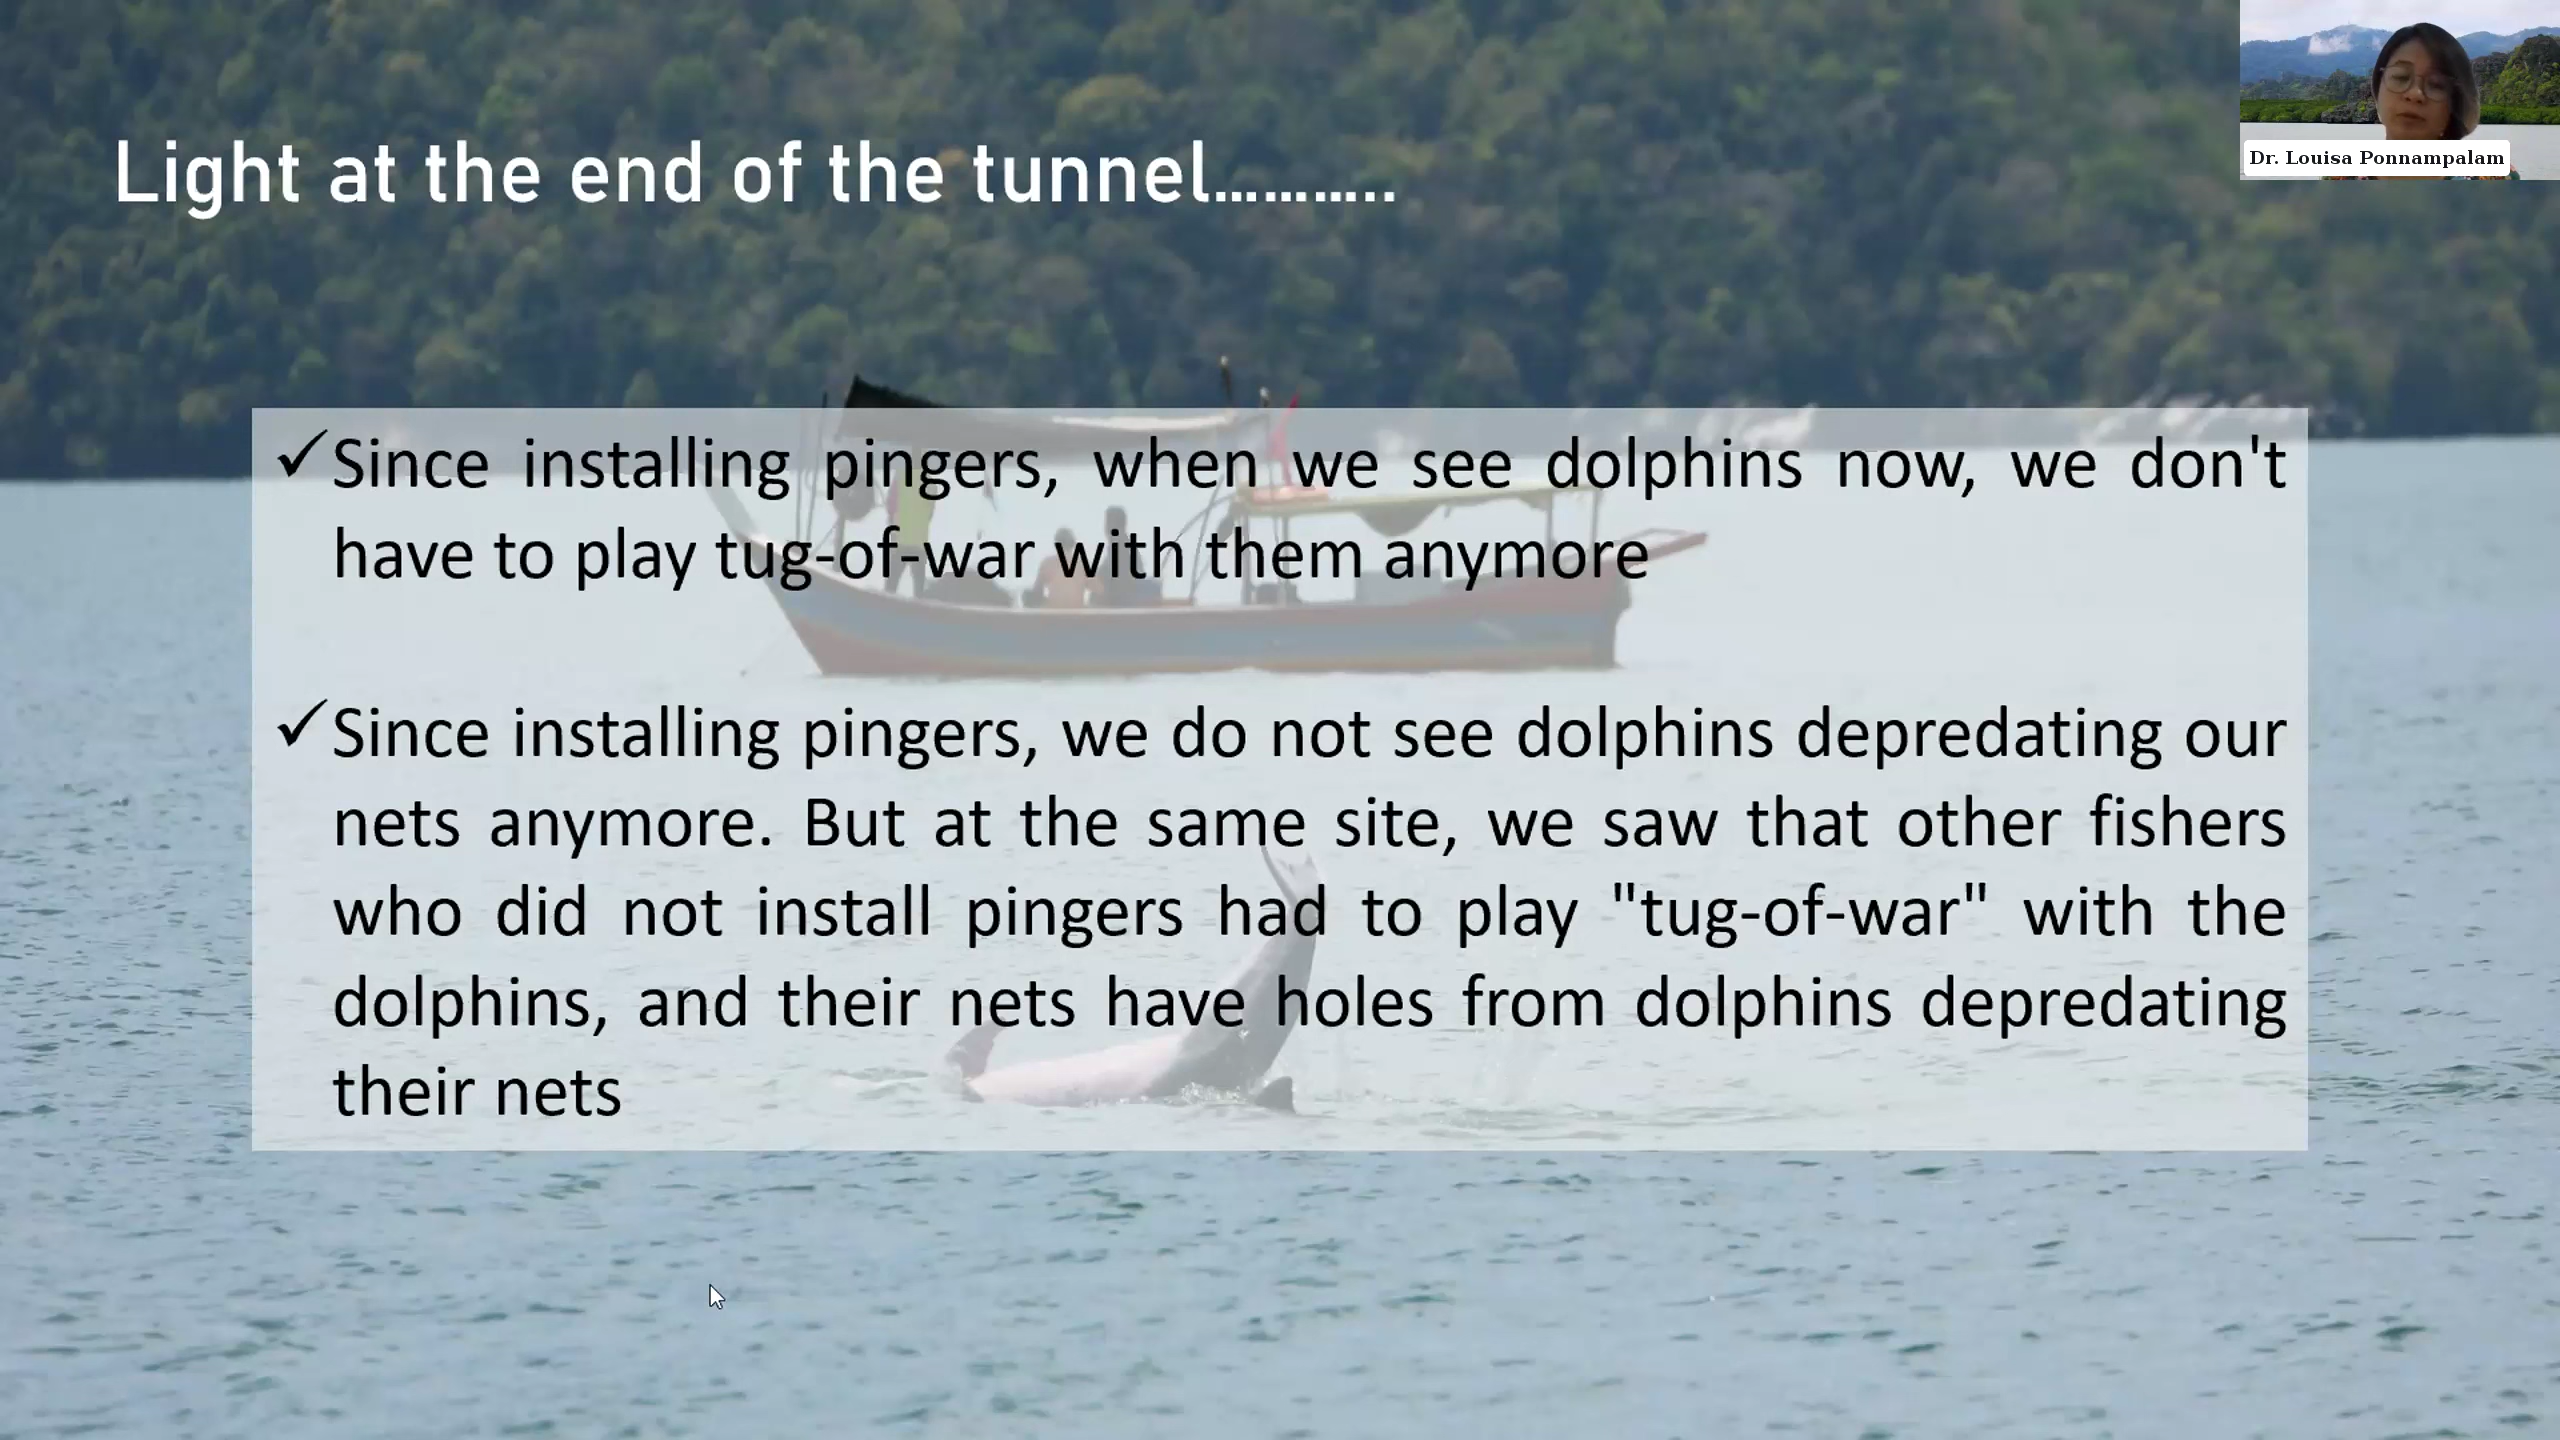 Dr. Louisa Ponnampalam
Light at the end of the tunnel………..
✓Since installing pingers, when we see dolphins now, we don't
have to play tug-of-war with them anymore
✓Since installing pingers, we do not see dolphins depredating our
nets anymore. But at the same site, we saw that other fishers
who did not install pingers had to play "tug-of-war" with the
dolphins, and their nets have holes from dolphins depredating
their nets